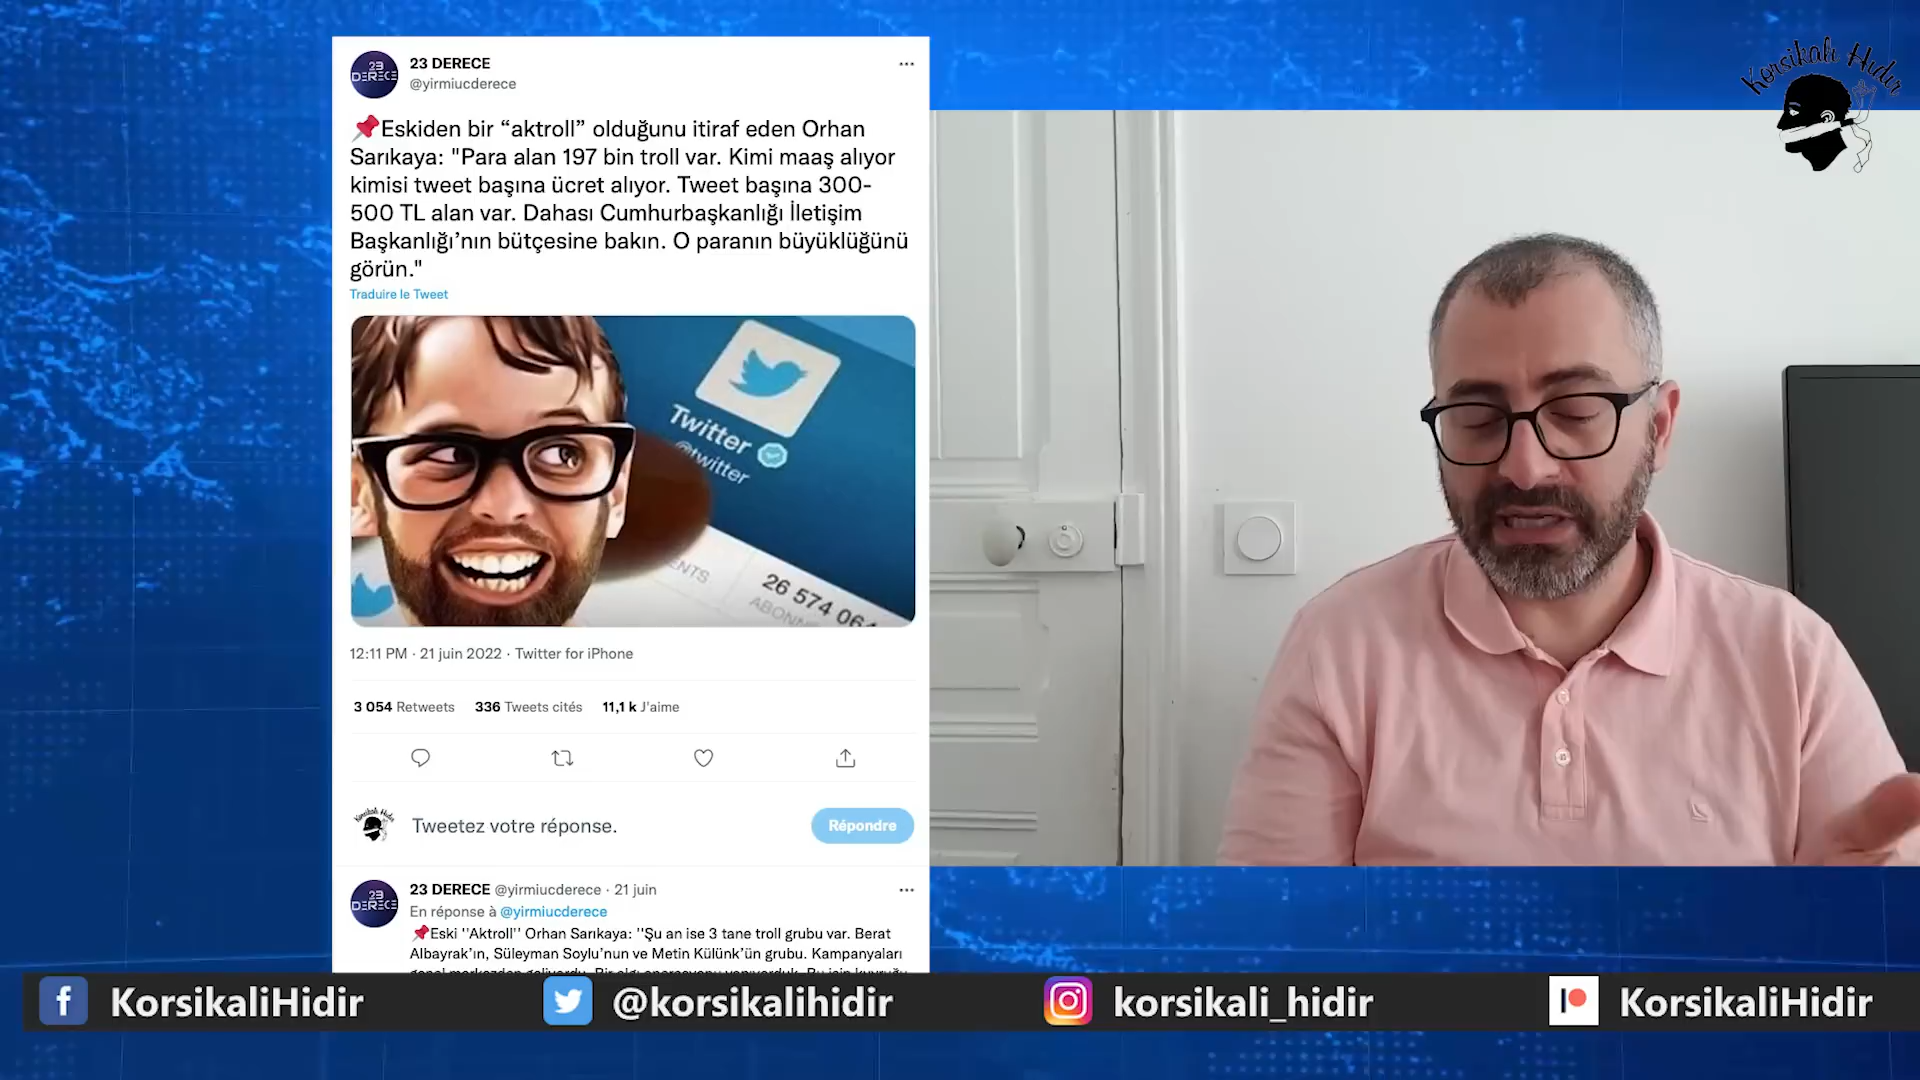 23 DERECE
@yirmiucderece
Eskiden bir “aktroll” olduğunu itiraf eden Orhan
Sarıkaya: "Para alan 197 bin troll var. Kimi maaş alıyor
kimisi tweet başına ücret alıyor. Tweet başına 300-
500 TL alan var. Dahası Cumhurbaşkanlığı İletişim
Başkanlığı’nın bütçesine bakın. O paranın büyüklüğünü
görün."
Traduire le Tweet
Twitter
@twitter
26 574 064
12:11 PM · 21 juin 2022 · Twitter for iPhone
3 054 Retweets 336 Tweets cités 11,1 k J'aime
Tweetez votre réponse.
Répondre
23 DERECE @yirmiucderece · 21 juin
En réponse à @yirmiucderece
Eski ''Aktroll'' Orhan Sarıkaya: ''Şu an ise 3 tane troll grubu var. Berat
Albayrak’ın, Süleyman Soylu’nun ve Metin Külünk’ün grubu. Kampanyaları
Korsikalı Hıdır
KorsikaliHidir
@korsikalihidir
korsikali_hidir
KorsikaliHidir